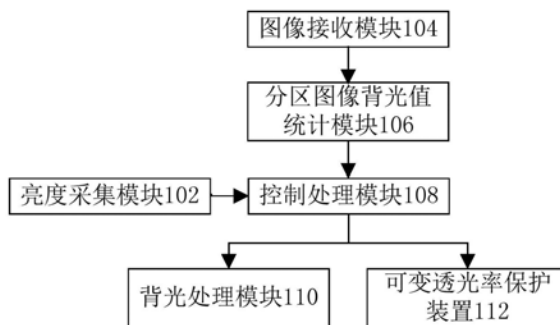 图像接收模块104
分区图像背光值
统计模块106
亮度采集模块102
控制处理模块108
背光处理模块110
可变透光率保护
装置112